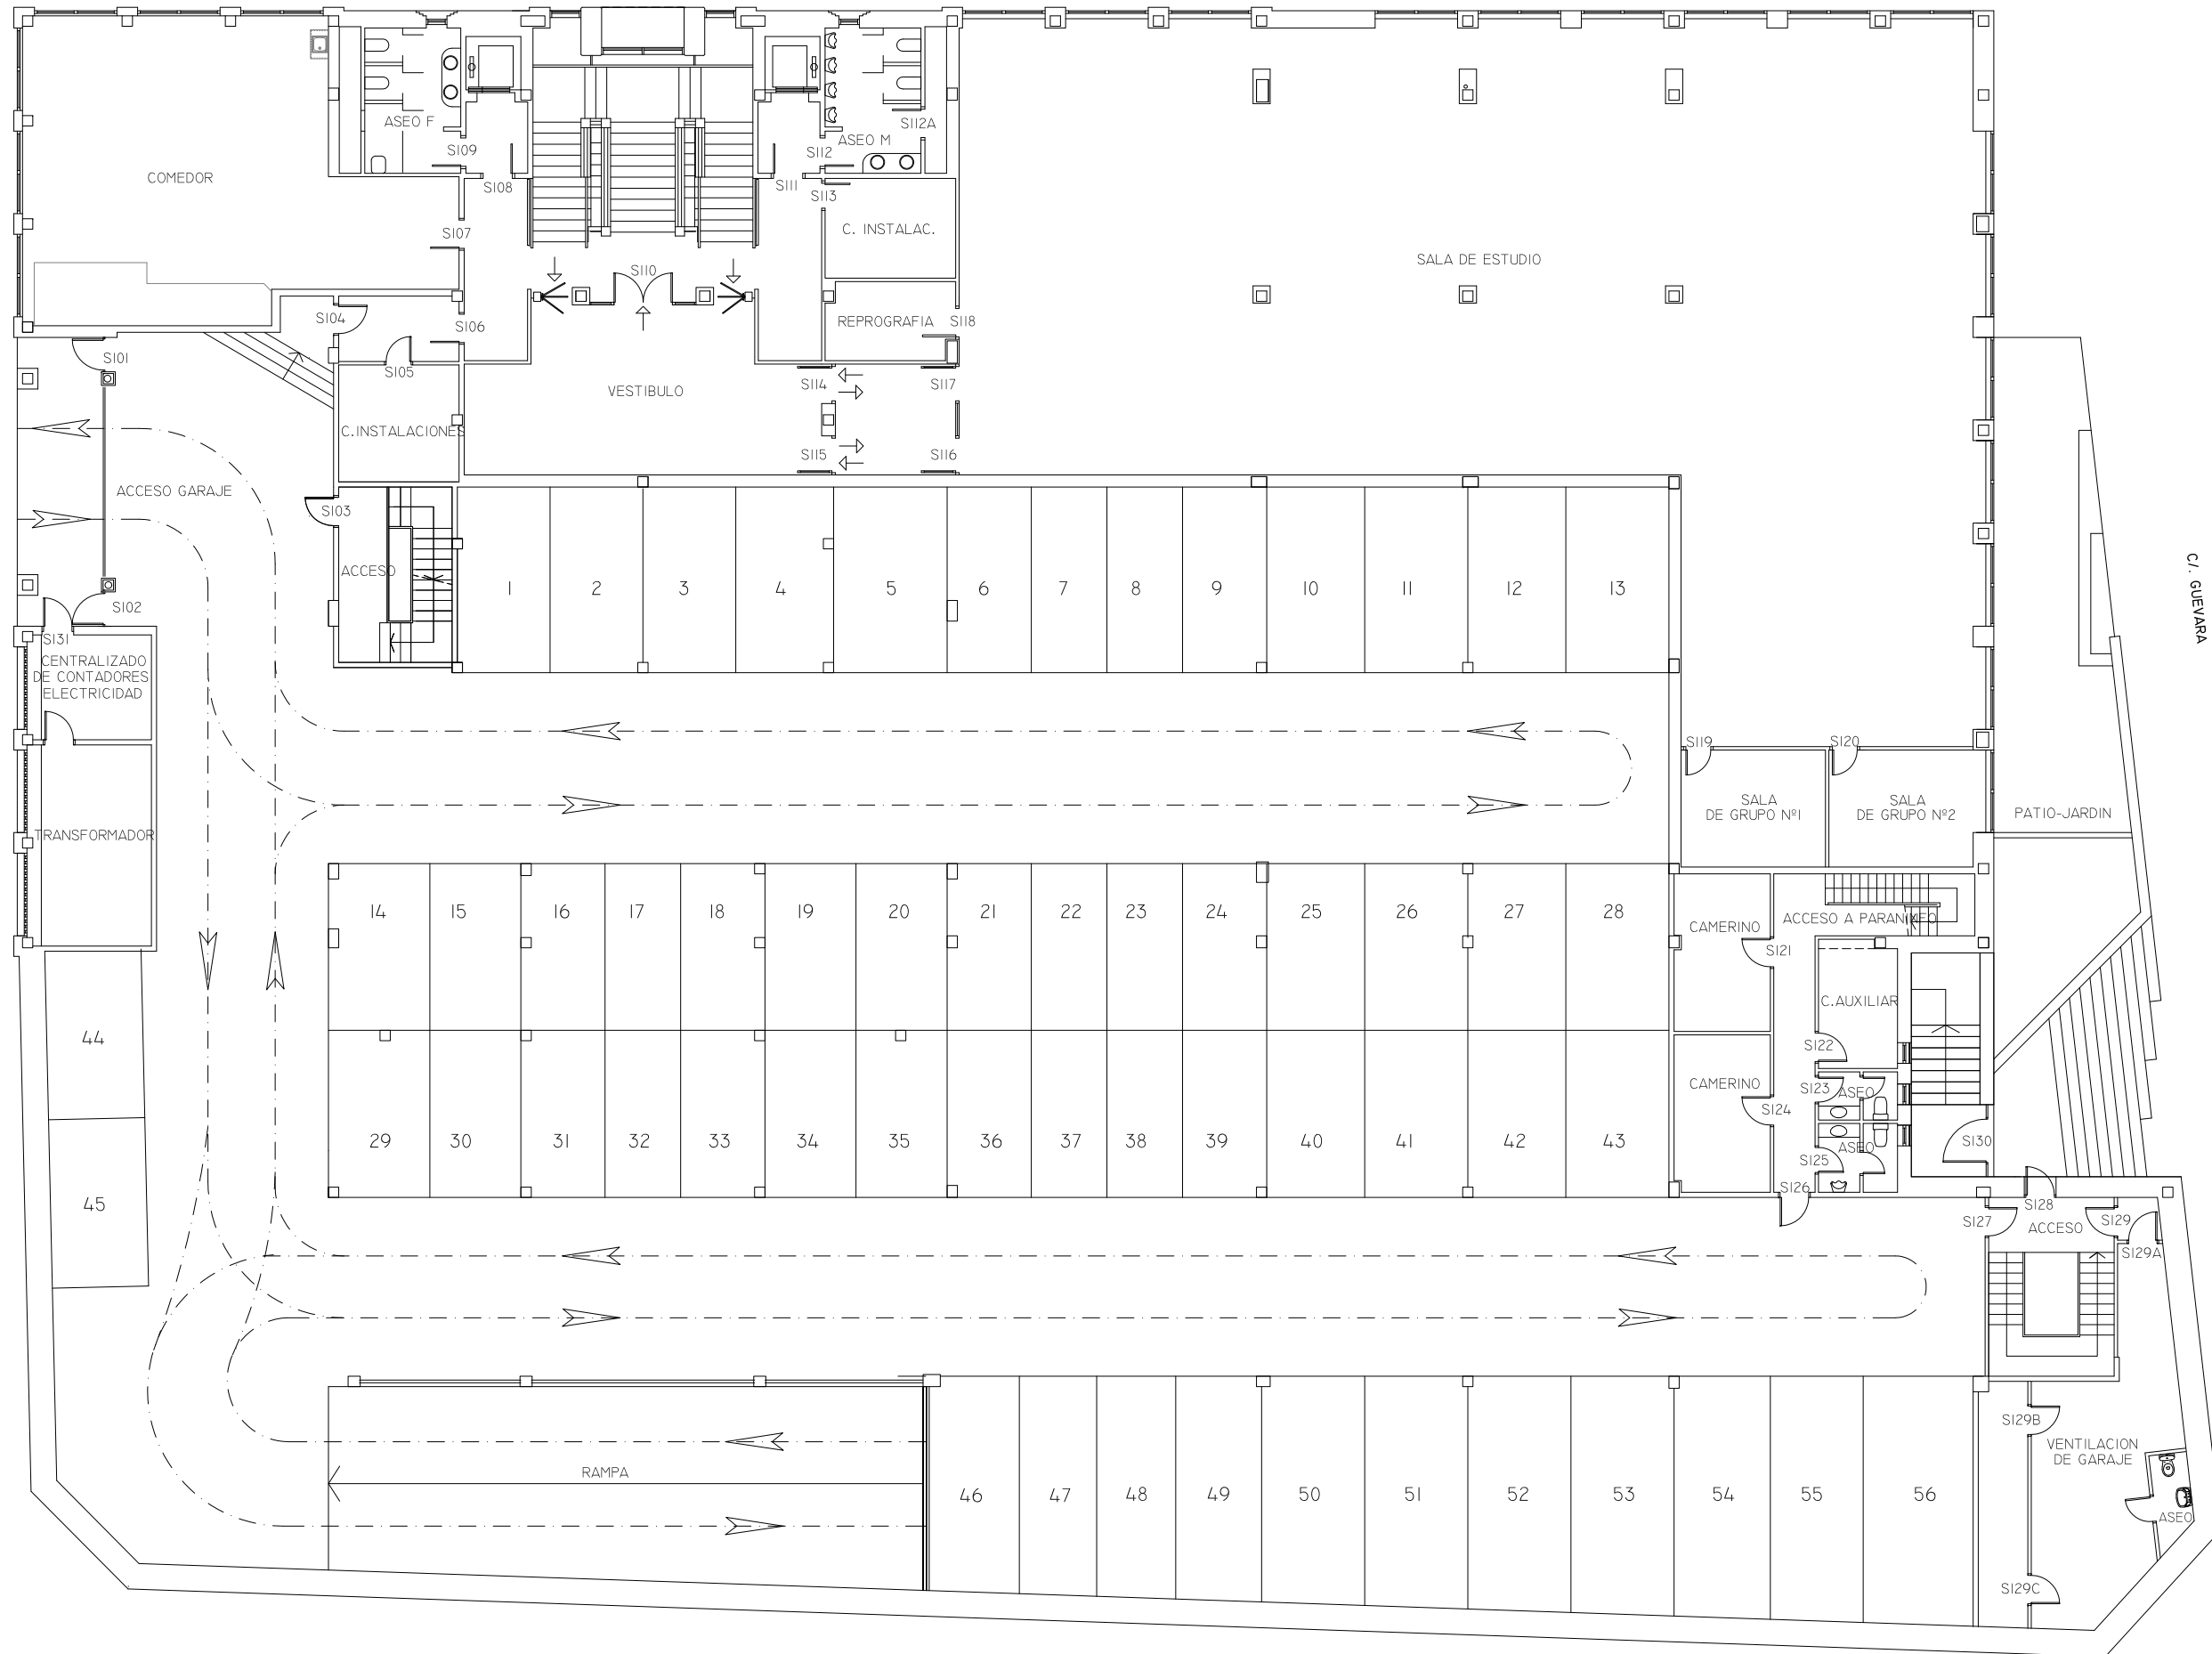 ASEO F
ASEO M
S112A
S109
S112
COMEDOR
S108
S111
S113
S107
C. INSTALAC.
SALA DE ESTUDIO
S110
S104
S106
REPROGRAFIA
S118
S101
S105
VESTIBULO
S114
S117
C.INSTALACIONES
S115
S116
ACCESO GARAJE
S103
ACCESO
C/. GUEVARA
1
2
3
4
5
6
7
8
9
10
11
12
13
S102
S131
CENTRALIZADO
DE CONTADORES
ELECTRICIDAD
S119
S120
SALA
DE GRUPO Nº1
SALA
DE GRUPO Nº2
PATIO-JARDIN
TRANSFORMADOR
14
15
16
17
18
19
20
21
22
23
24
25
26
27
28
CAMERINO
ACCESO A PARANINFO
S121
C.AUXILIAR
44
S122
CAMERINO
S123
ASEO
S124
29
30
31
32
33
34
35
36
37
38
39
40
41
42
43
ASEO
S125
S130
S126
45
S127
S128
ACCESO
S129
S129A
S129B
VENTILACION
DE GARAJE
RAMPA
46
47
48
49
50
51
52
53
54
55
56
ASEO
S129C